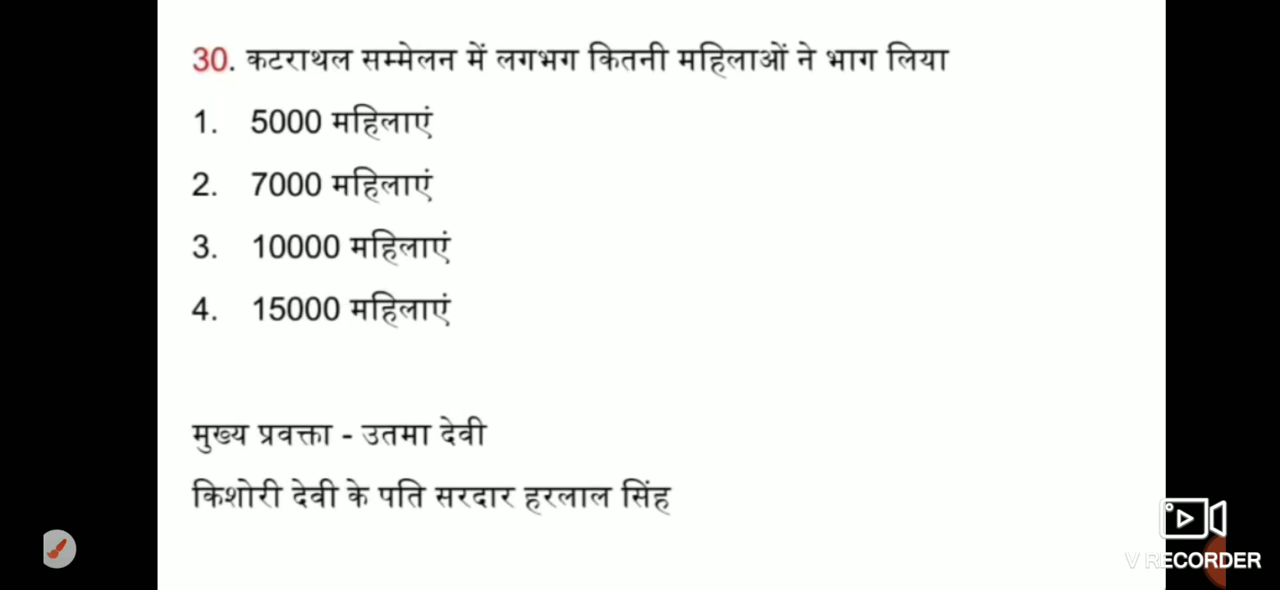 30. कटराथल सम्मेलन में लगभग कितनी महिलाओं ने भाग लिया
1. 5000 महिलाएं
2. 7000 महिलाएं
3. 10000 महिलाएं
4. 15000 महिलाएं
मुख्य प्रवक्ता - उतमा देवी
किशोरी देवी के पति सरदार हरलाल सिंह
V RECORDER